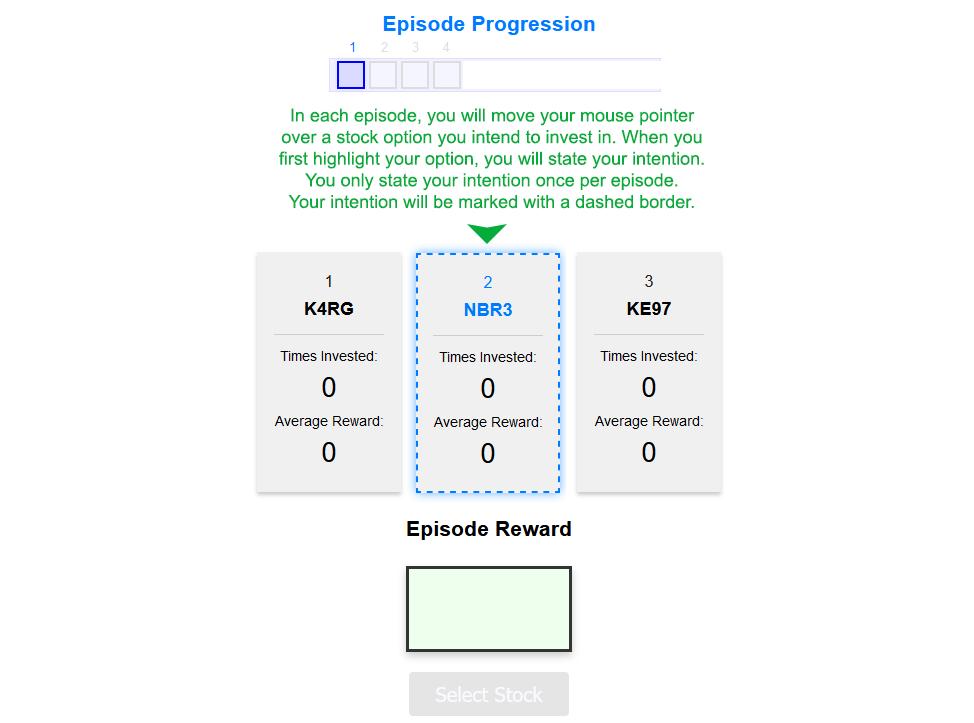 Episode Progression
1 2 3 4
In each episode, you will move your mouse pointer
over a stock option you intend to invest in. When you
first highlight your option, you will state your intention.
You only state your intention once per episode.
Your intention will be marked with a dashed border.
1
K4RG
Times Invested:
0
Average Reward:
0
2
NBR3
Times Invested:
0
Average Reward:
0
3
KE97
Times Invested:
0
Average Reward:
0
Episode Reward
Select Stock